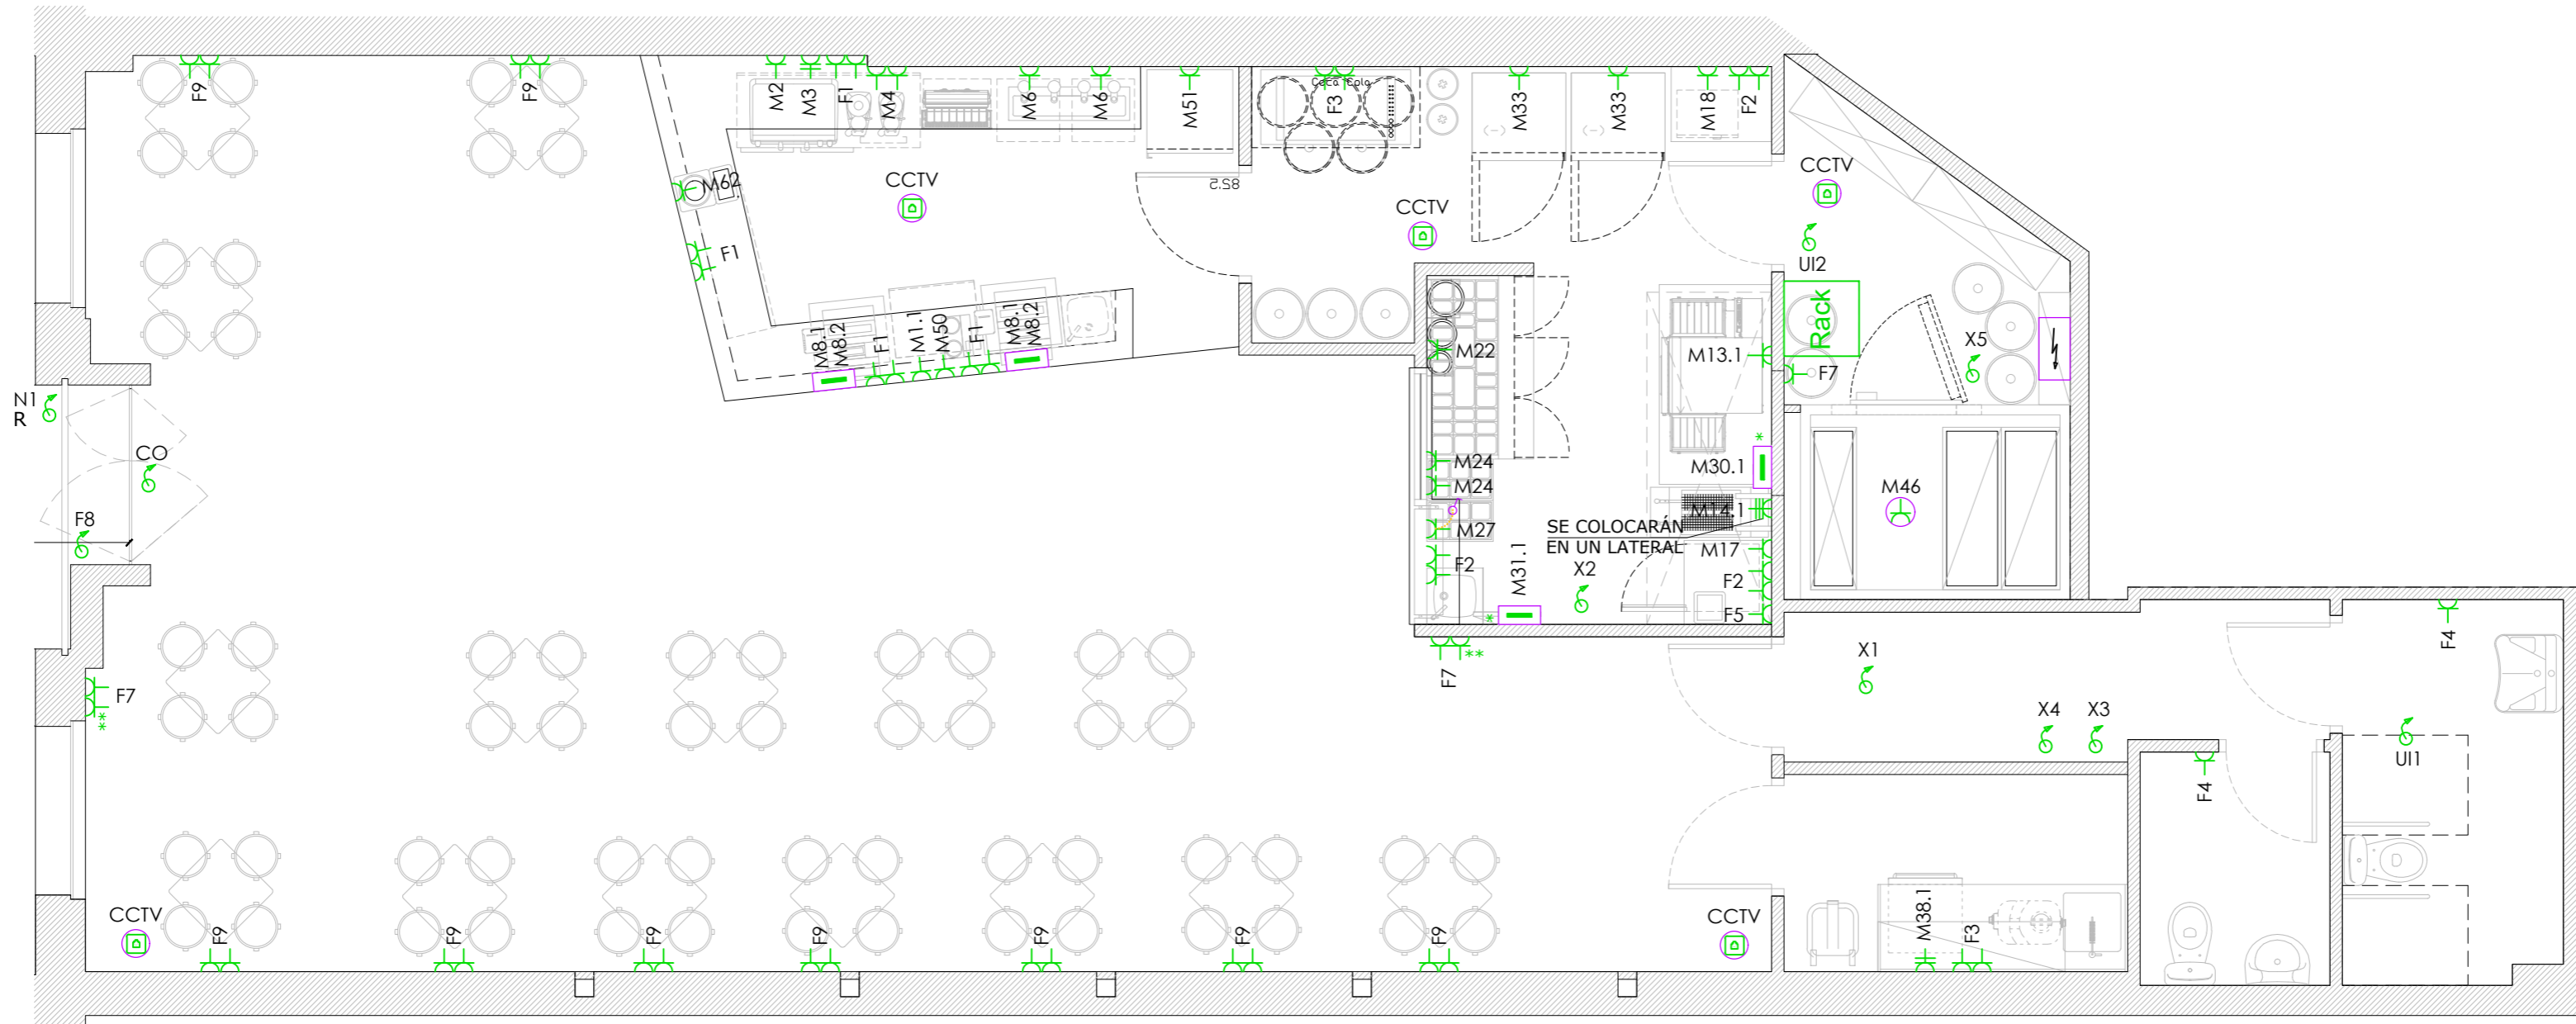 F9
F9
M2
M3
F1
M4
M6
M6
M51
Coca Cola
F3
M33
M33
M18
F2
M62
CCTV
82.5
CCTV
CCTV
F1
UI2
Rack
M8.1
M8.2
F1
M1.1
M50
F1
M8.1
M8.2
M22
M13.1
F7
X5
N1
R
CO
F8
M24
M24
M27
F2
*
M30.1
M14.1
SE COLOCARÁN
EN UN LATERAL
M17
F2
F5
M46
M31.1
X2
*
F7
**
F7
**
X1
X4
X3
F4
F4
UI1
CCTV
F9
F9
F9
F9
F9
F9
F9
CCTV
M38.1
F3